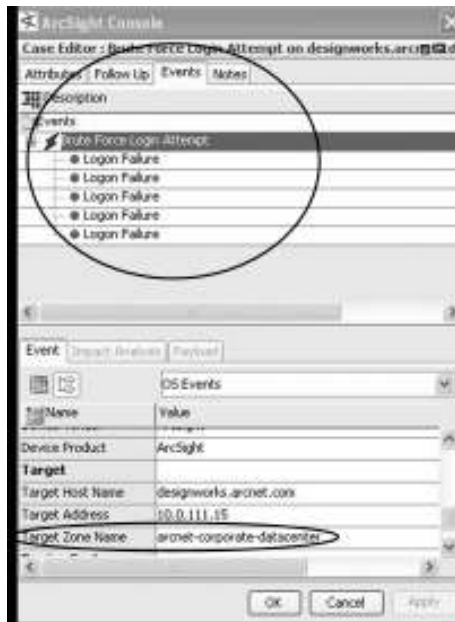 ArcSight Console
Case Editor : Brute Force Login Attempt on designworks.arcnet
Attributes Follow Up Events Notes
Description
Events
Brute Force Login Attempt
Logon Failure
Logon Failure
Logon Failure
Logon Failure
Logon Failure
Event Impact Analysis Payload
OS Events
Name Value
Device Product ArcSight
Target
Target Host Name designworks.arcnet.com
Target Address 10.0.111.15
Target Zone Name arcnet-corporate-datacenter
OK Cancel Apply